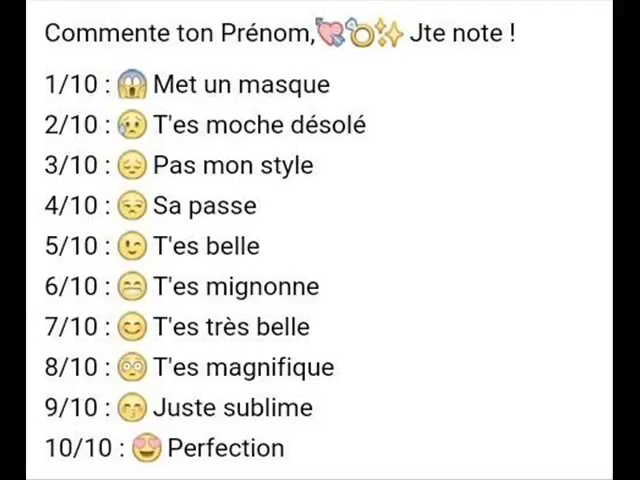 Commente ton Prénom,💘💍✨ Jte note !
1/10 : 😱 Met un masque
2/10 : 😢 T'es moche désolé
3/10 : 😔 Pas mon style
4/10 : 😒 Sa passe
5/10 : 😉 T'es belle
6/10 : 😁 T'es mignonne
7/10 : 😊 T'es très belle
8/10 : 😳 T'es magnifique
9/10 : 😙 Juste sublime
10/10 : 😍 Perfection